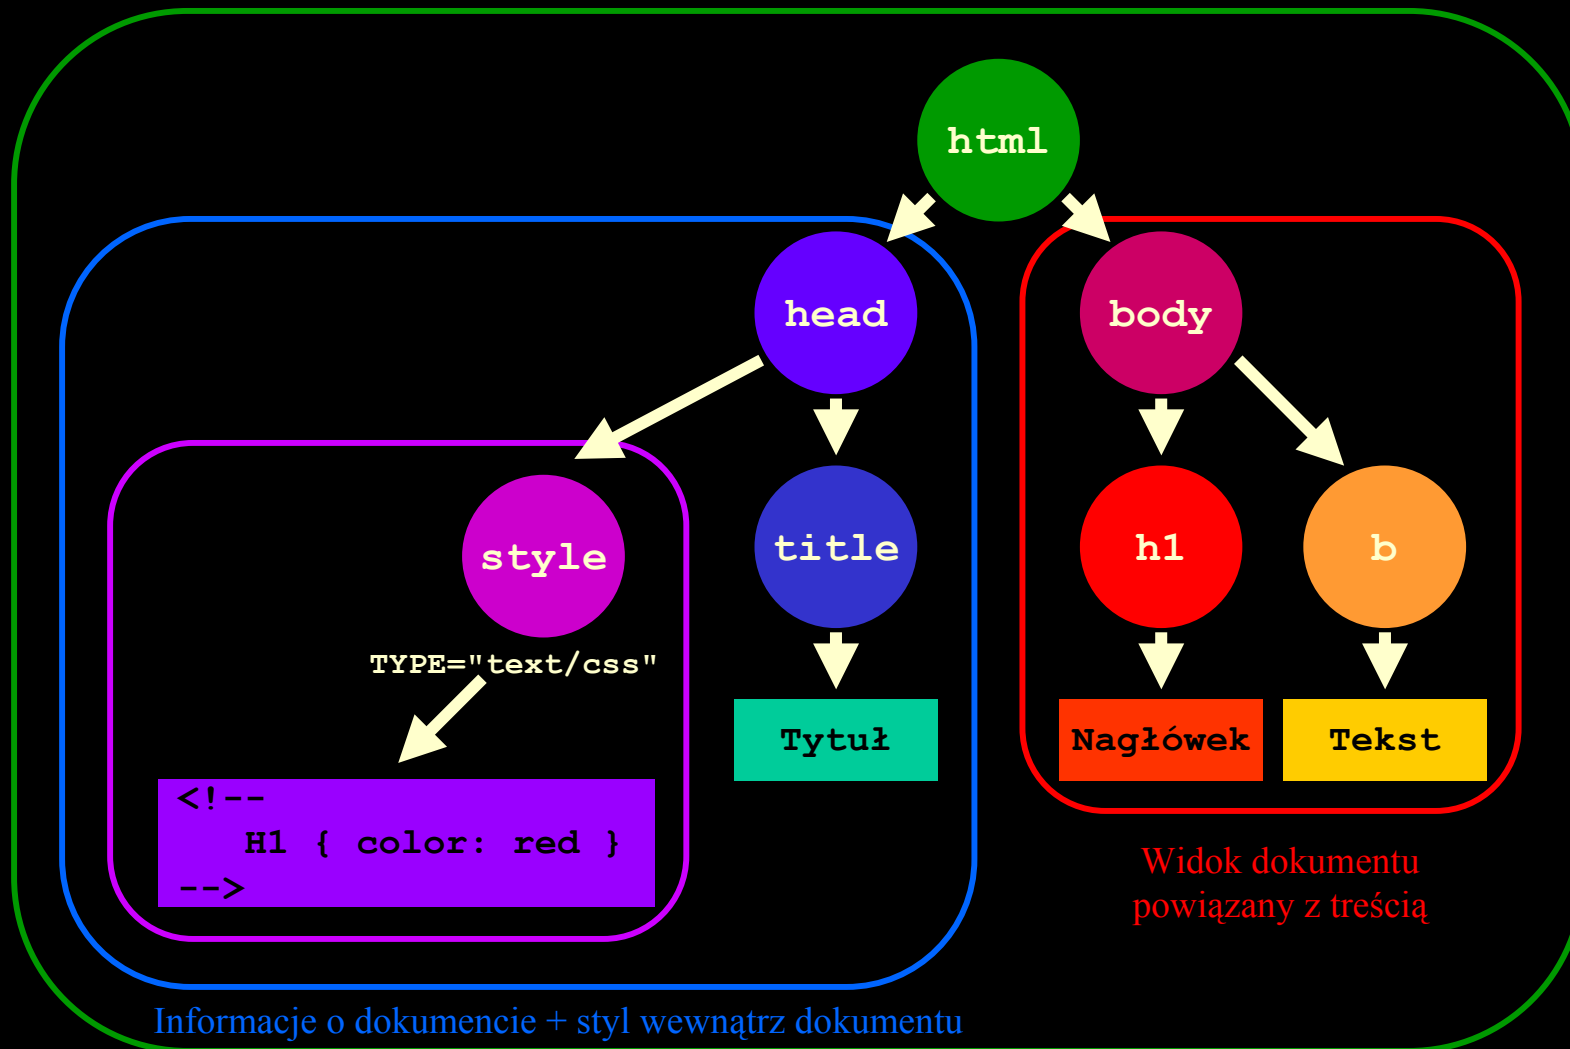 html
head
body
style
title
h1
b
TYPE="text/css"
Tytuł
Nagłówek
Tekst
<!--
H1 { color: red }
-->
Widok dokumentu
powiązany z treścią
Informacje o dokumencie + styl wewnątrz dokumentu